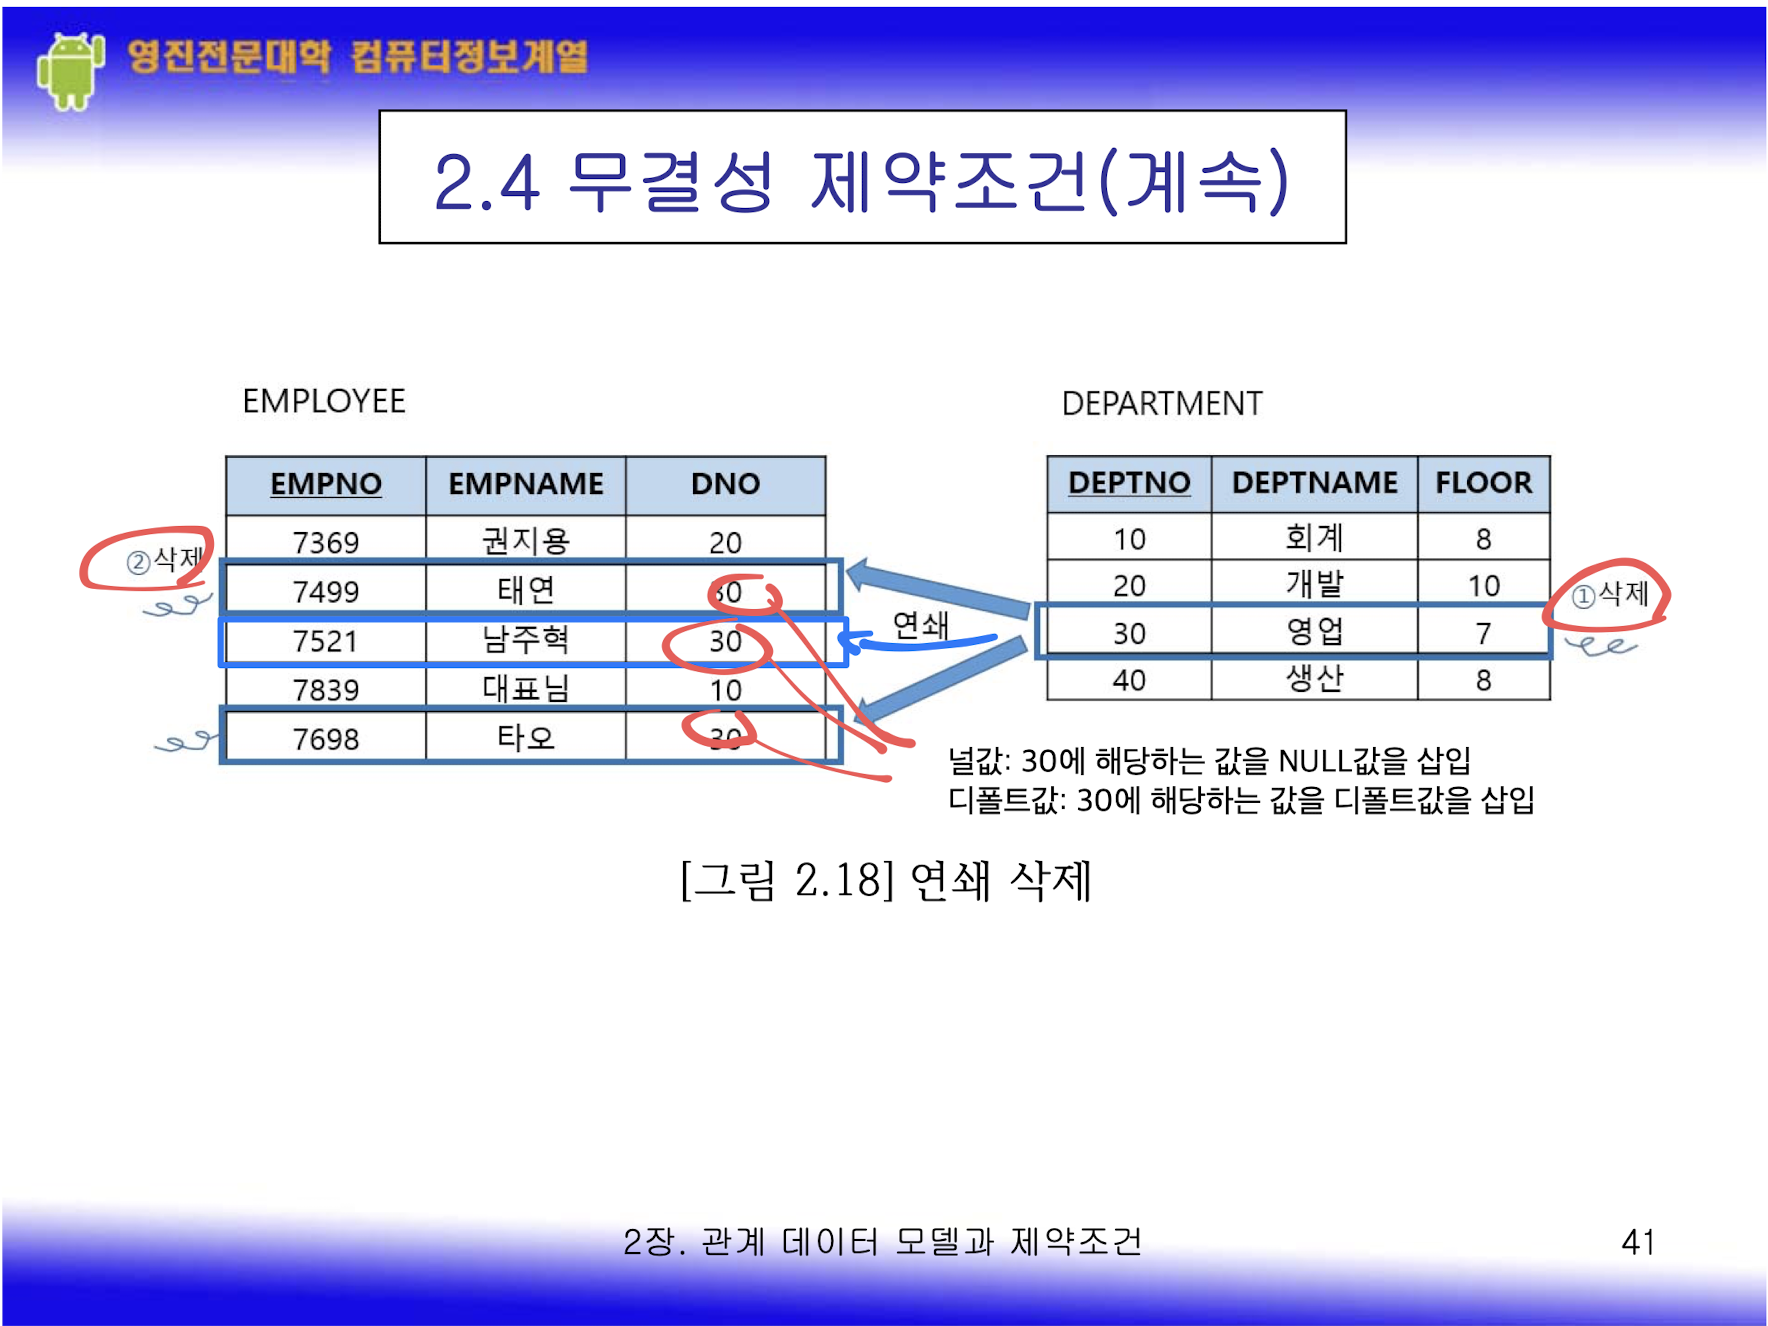 영진전문대학 컴퓨터정보계열
2.4 무결성 제약조건(계속)
EMPLOYEE
EMPNO EMPNAME DNO
7369 권지용 20
②삭제
7499 태연 30
7521 남주혁 30
7839 대표님 10
7698 타오 30
연쇄
DEPARTMENT
DEPTNO DEPTNAME FLOOR
10 회계 8
20 개발 10
①삭제
30 영업 7
40 생산 8
널값: 30에 해당하는 값을 NULL값을 삽입
디폴트값: 30에 해당하는 값을 디폴트값을 삽입
[그림 2.18] 연쇄 삭제
2장. 관계 데이터 모델과 제약조건
41